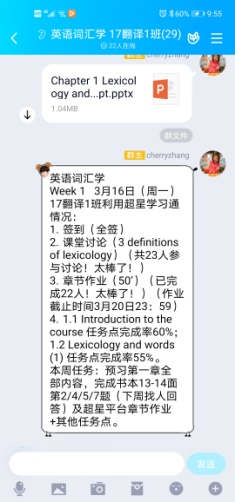 60% 9:55
英语词汇学 17翻译1班(29)
22人在线
Chapter 1 Lexicol
ogy and...pt.pptx
1.04MB
P
群文件
群主 cherryzhang
英语词汇学
Week 1 3月16日（周一）
17翻译1班利用超星学习通
情况：
1. 签到（全签）
2. 课堂讨论（3 definitions
of lexicology）（共23人参
与讨论！太棒了！）
3. 章节作业（50'）（已完
成22人！太棒了！）（作业
截止时间3月20日23：59）
4. 1.1 Introduction to the
course 任务点完成率60%；
1.2 Lexicology and words
(1) 任务点完成率55%。
本周任务：预习第一章全
部内容，完成书本13-14面
第2/4/5/7题（下周找人回
答）及超星平台章节作业
+其他任务点。
发送